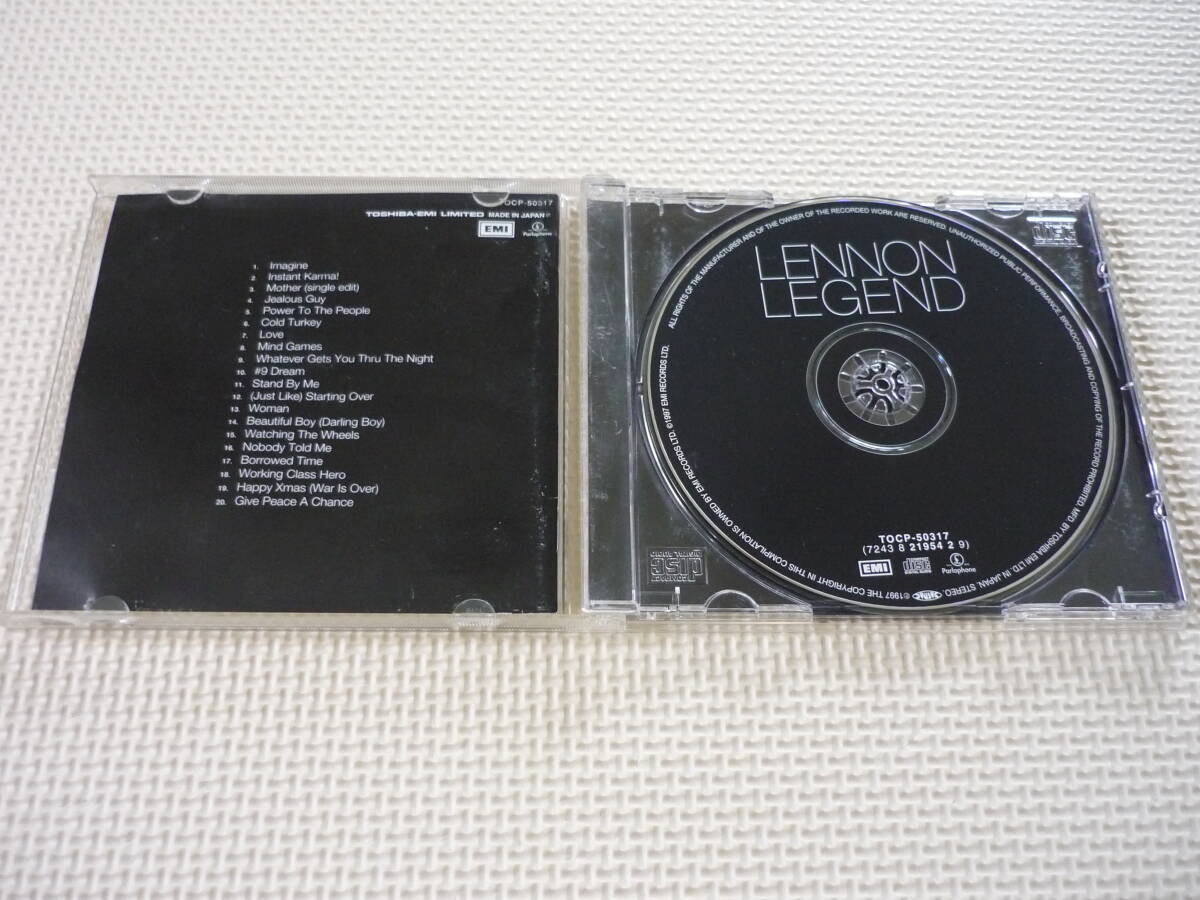 TOCP-50317
TOSHIBA-EMI LIMITED MADE IN JAPAN
EMI
Parlophone
1. Imagine
2. Instant Karma!
3. Mother (single edit)
4. Jealous Guy
5. Power To The People
6. Cold Turkey
7. Love
8. Mind Games
9. Whatever Gets You Thru The Night
10. #9 Dream
11. Stand By Me
12. (Just Like) Starting Over
13. Woman
14. Beautiful Boy (Darling Boy)
15. Watching The Wheels
16. Nobody Told Me
17. Borrowed Time
18. Working Class Hero
19. Happy Xmas (War Is Over)
20. Give Peace A Chance
LENNON
LEGEND
TOCP-50317
(7243 8 21954 2 9)
EMI
disc
Parlophone
ALL RIGHTS OF THE MANUFACTURER AND OF THE OWNER OF THE RECORDED WORK ARE RESERVED. UNAUTHORIZED PUBLIC PERFORMANCE, BROADCASTING AND COPYING OF THE RECORD PROHIBITED. MFD. BY TOSHIBA EMI LTD. IN JAPAN. STEREO.
℗1997 THE COPYRIGHT IN THIS COMPILATION IS OWNED BY EMI RECORDS LTD. ©1997 EMI RECORDS LTD.
COMPACT
disc
DIGITAL AUDIO